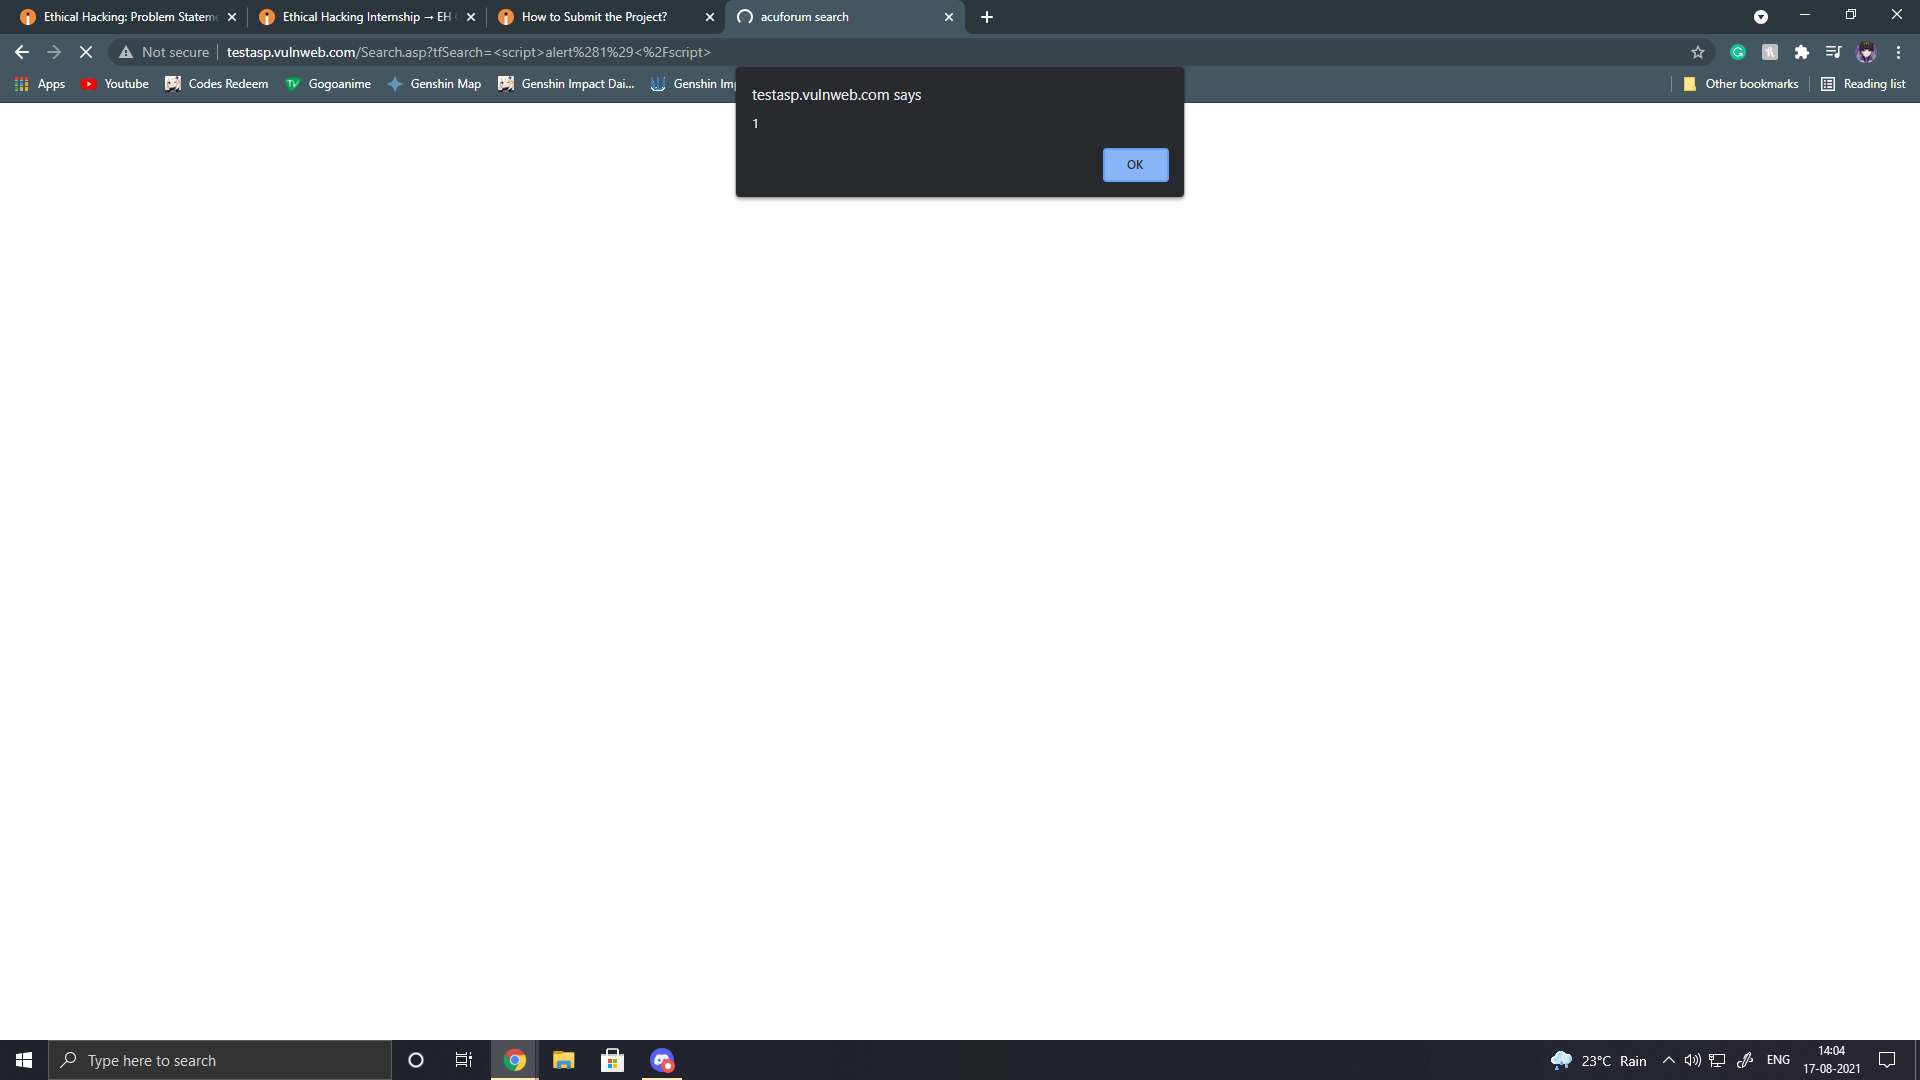 Ethical Hacking: Problem Stateme
Ethical Hacking Internship → EH
How to Submit the Project?
acuforum search
Not secure
testasp.vulnweb.com/Search.asp?tfSearch=<script>alert%281%29<%2Fscript>
Apps
Youtube
Codes Redeem
Gogoanime
Genshin Map
Genshin Impact Dai...
Genshin Im
Other bookmarks
Reading list
testasp.vulnweb.com says
1
OK
Type here to search
23°C Rain
ENG
14:04
17-08-2021